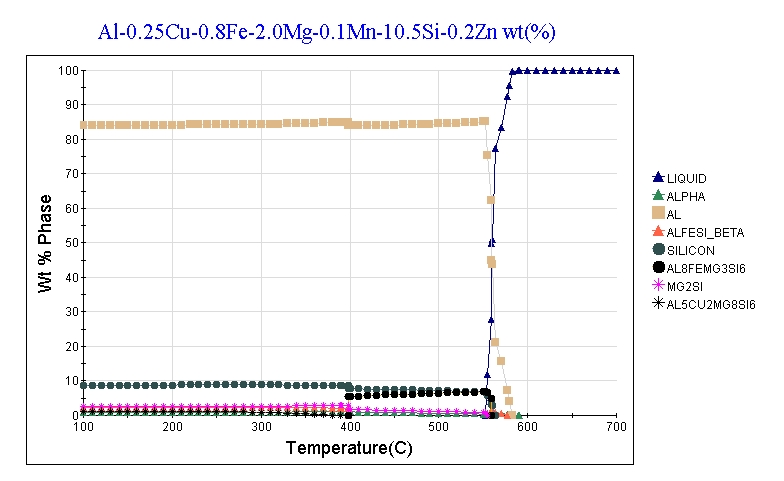 Al-0.25Cu-0.8Fe-2.0Mg-0.1Mn-10.5Si-0.2Zn wt(%)
100
90
80
70
60
50
40
30
20
10
0
Wt % Phase
100 200 300 400 500 600 700
Temperature(C)
LIQUID
ALPHA
AL
ALFESI_BETA
SILICON
AL8FEMG3SI6
MG2SI
AL5CU2MG8SI6